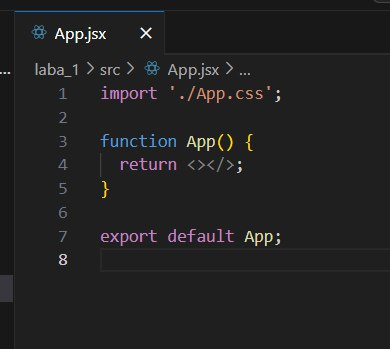 App.jsx ×
... laba_1 > src > App.jsx > ...
1 import './App.css';
2
3 function App() {
4   return <></>;
5 }
6
7 export default App;
8